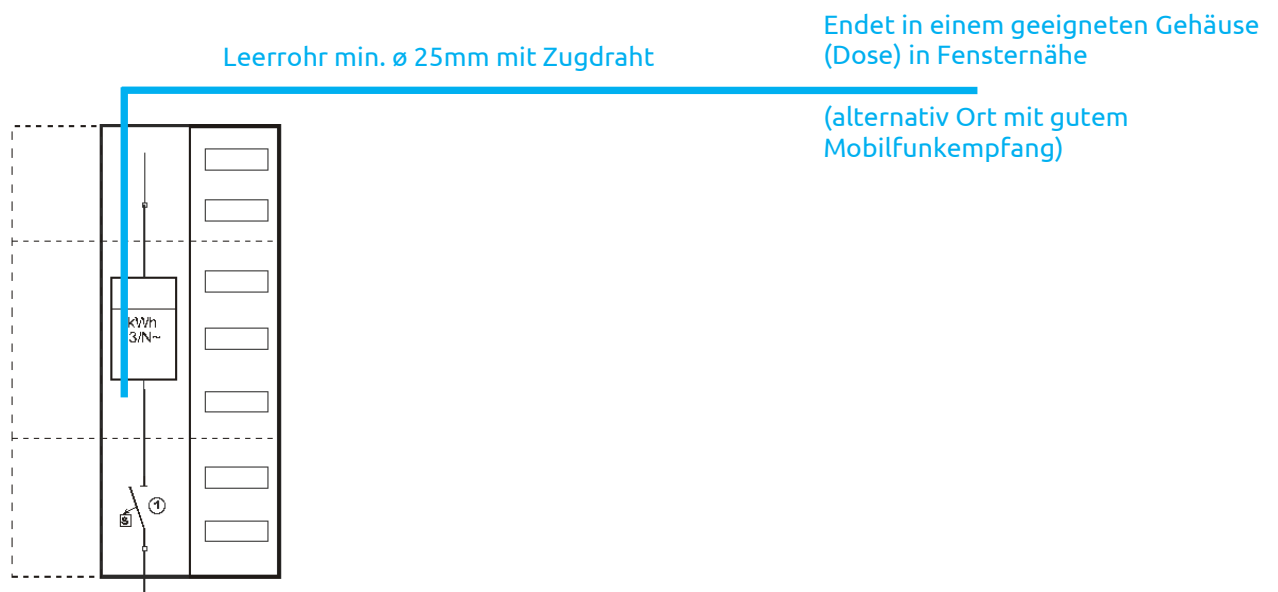 Endet in einem geeigneten Gehäuse
(Dose) in Fensternähe
Leerrohr min. ø 25mm mit Zugdraht
(alternativ Ort mit gutem
Mobilfunkempfang)
kWh
3/N~
1
S